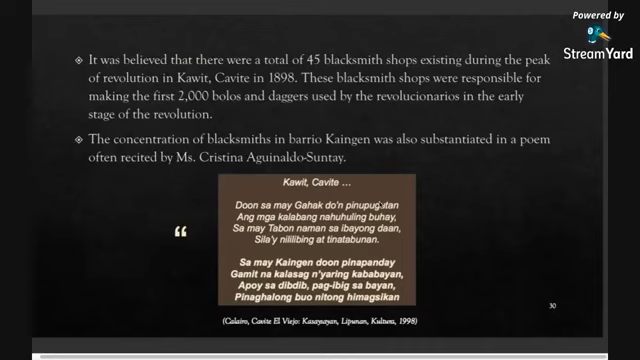 Powered by
StreamYard
It was believed that there were a total of 45 blacksmith shops existing during the peak
of revolution in Kawit, Cavite in 1898. These blacksmith shops were responsible for
making the first 2,000 bolos and daggers used by the revolucionarios in the early
stage of the revolution.
The concentration of blacksmiths in barrio Kaingen was also substantiated in a poem
often recited by Ms. Cristina Aguinaldo-Suntay.
Kawit, Cavite ...
Doon sa may Gahak do'n pinupugutan
Ang mga kalabang nahuhuling buhay,
Sa may Tabon naman sa ibayong daan,
Sila'y nililibing at tinatabunan.
“
Sa may Kaingen doon pinapanday
Gamit na kalasag n'yaring kababayan,
Apoy sa dibdib, pag-ibig sa bayan,
Pinaghalong buo nitong himagsikan
30
(Calairo, Cavite El Viejo: Kasaysayan, Lipunan, Kultura, 1998)